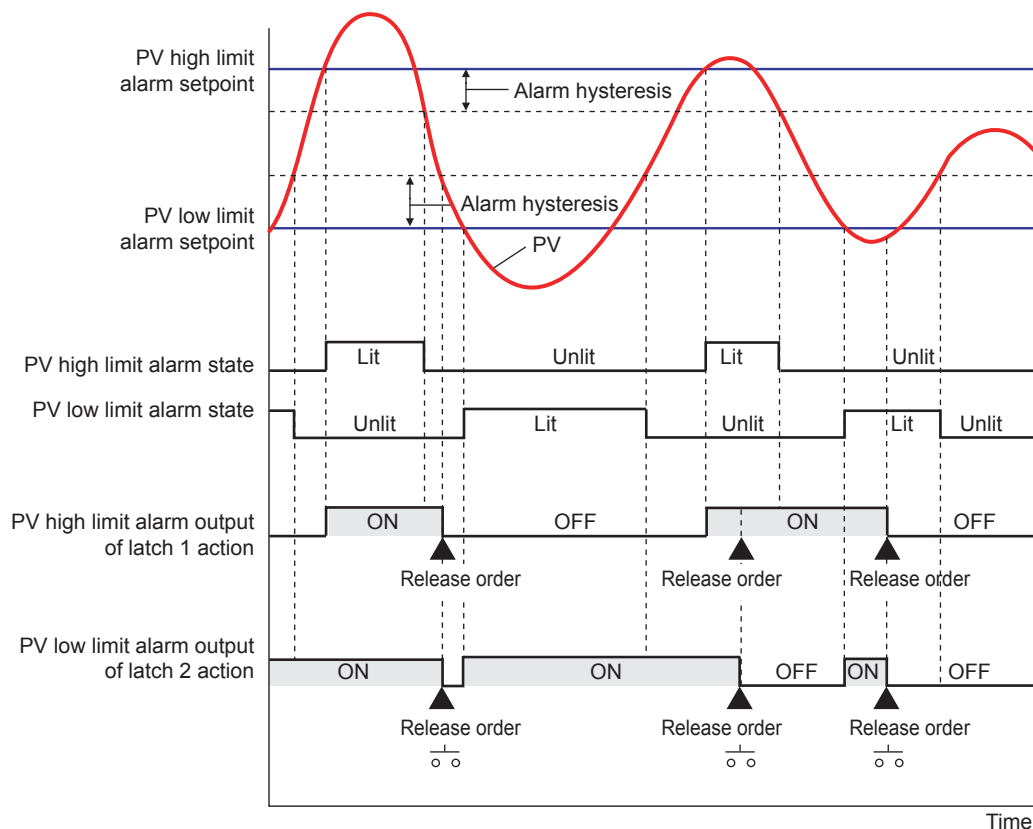 PV high limit
alarm setpoint
Alarm hysteresis
Alarm hysteresis
PV low limit
alarm setpoint
PV
PV high limit alarm state
Lit
Unlit
Lit
Unlit
PV low limit alarm state
Unlit
Lit
Unlit
Lit
Unlit
PV high limit alarm output
of latch 1 action
ON
OFF
ON
OFF
Release order
Release order
Release order
PV low limit alarm output
of latch 2 action
ON
ON
OFF
ON
OFF
Release order
Release order
Release order
Time